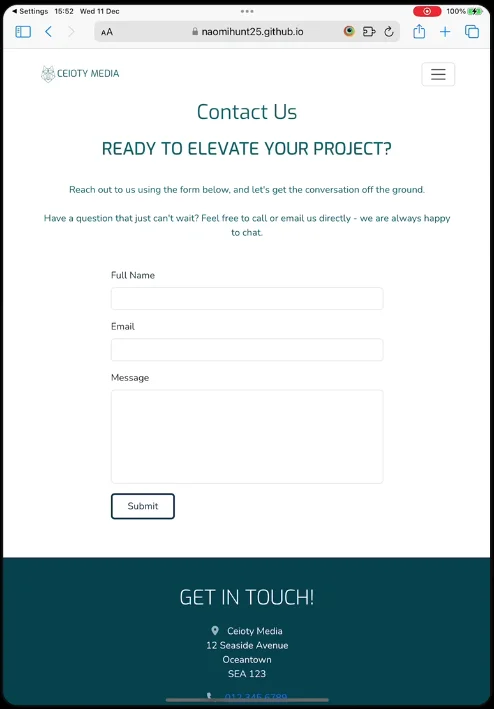 ◀ Settings 15:52 Wed 11 Dec 100%
AA naomihunt25.github.io
CEIOTY MEDIA
Contact Us
READY TO ELEVATE YOUR PROJECT?
Reach out to us using the form below, and let's get the conversation off the ground.
Have a question that just can't wait? Feel free to call or email us directly - we are always happy
to chat.
Full Name
Email
Message
Submit
GET IN TOUCH!
Ceioty Media
12 Seaside Avenue
Oceantown
SEA 123
012 345 6789